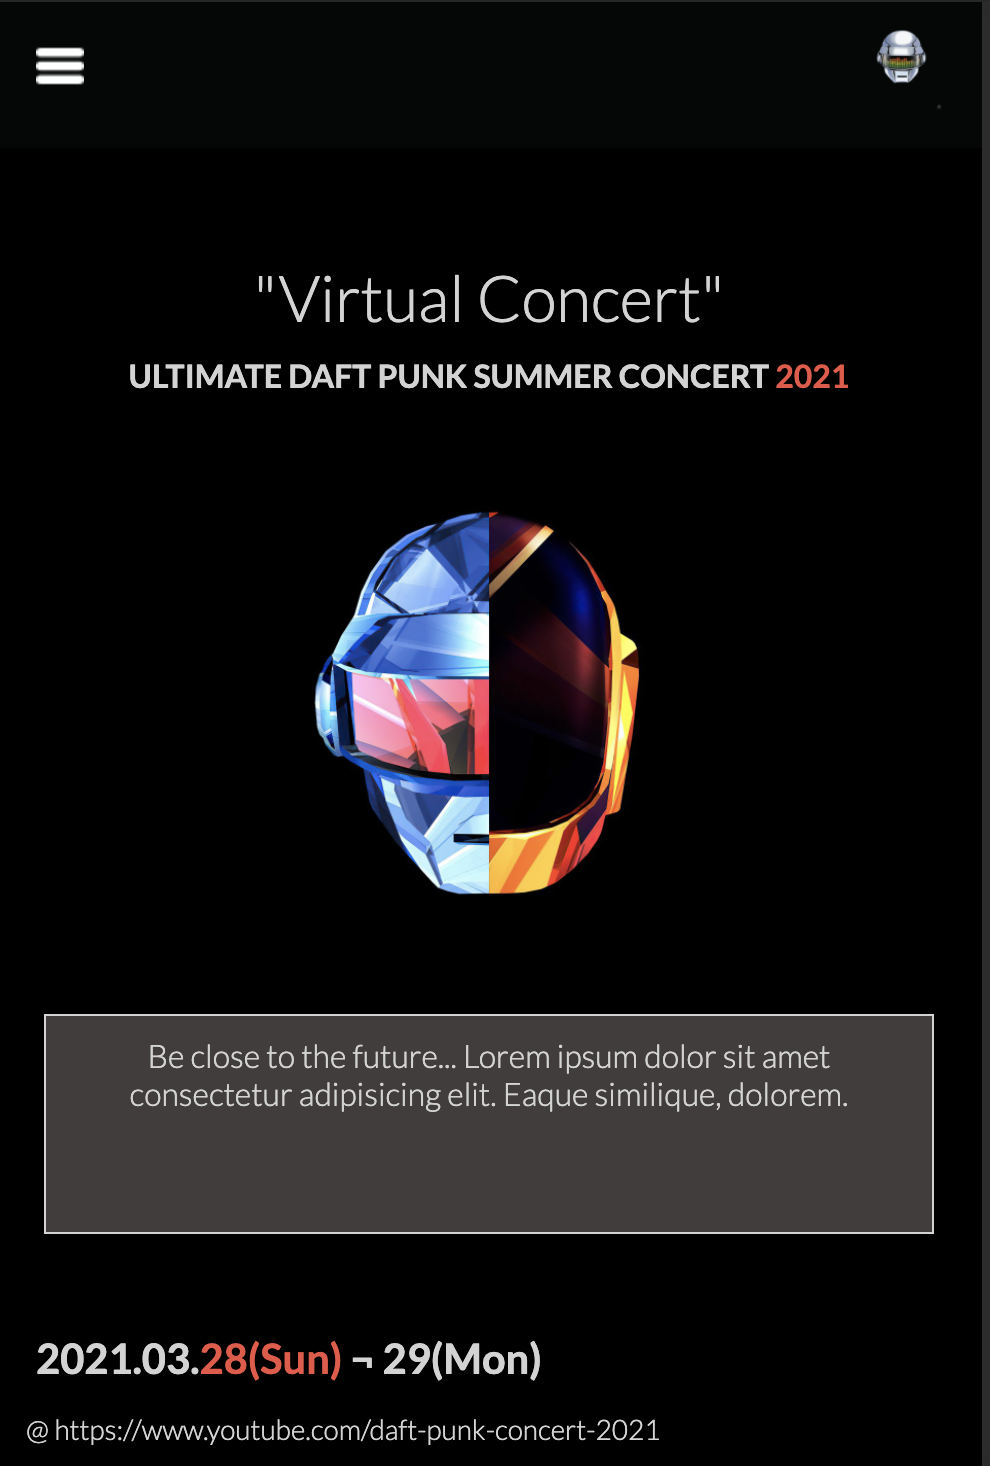 "Virtual Concert"
ULTIMATE DAFT PUNK SUMMER CONCERT 2021
Be close to the future... Lorem ipsum dolor sit amet
consectetur adipisicing elit. Eaque similique, dolorem.
2021.03.28(Sun) ¬ 29(Mon)
@ https://www.youtube.com/daft-punk-concert-2021